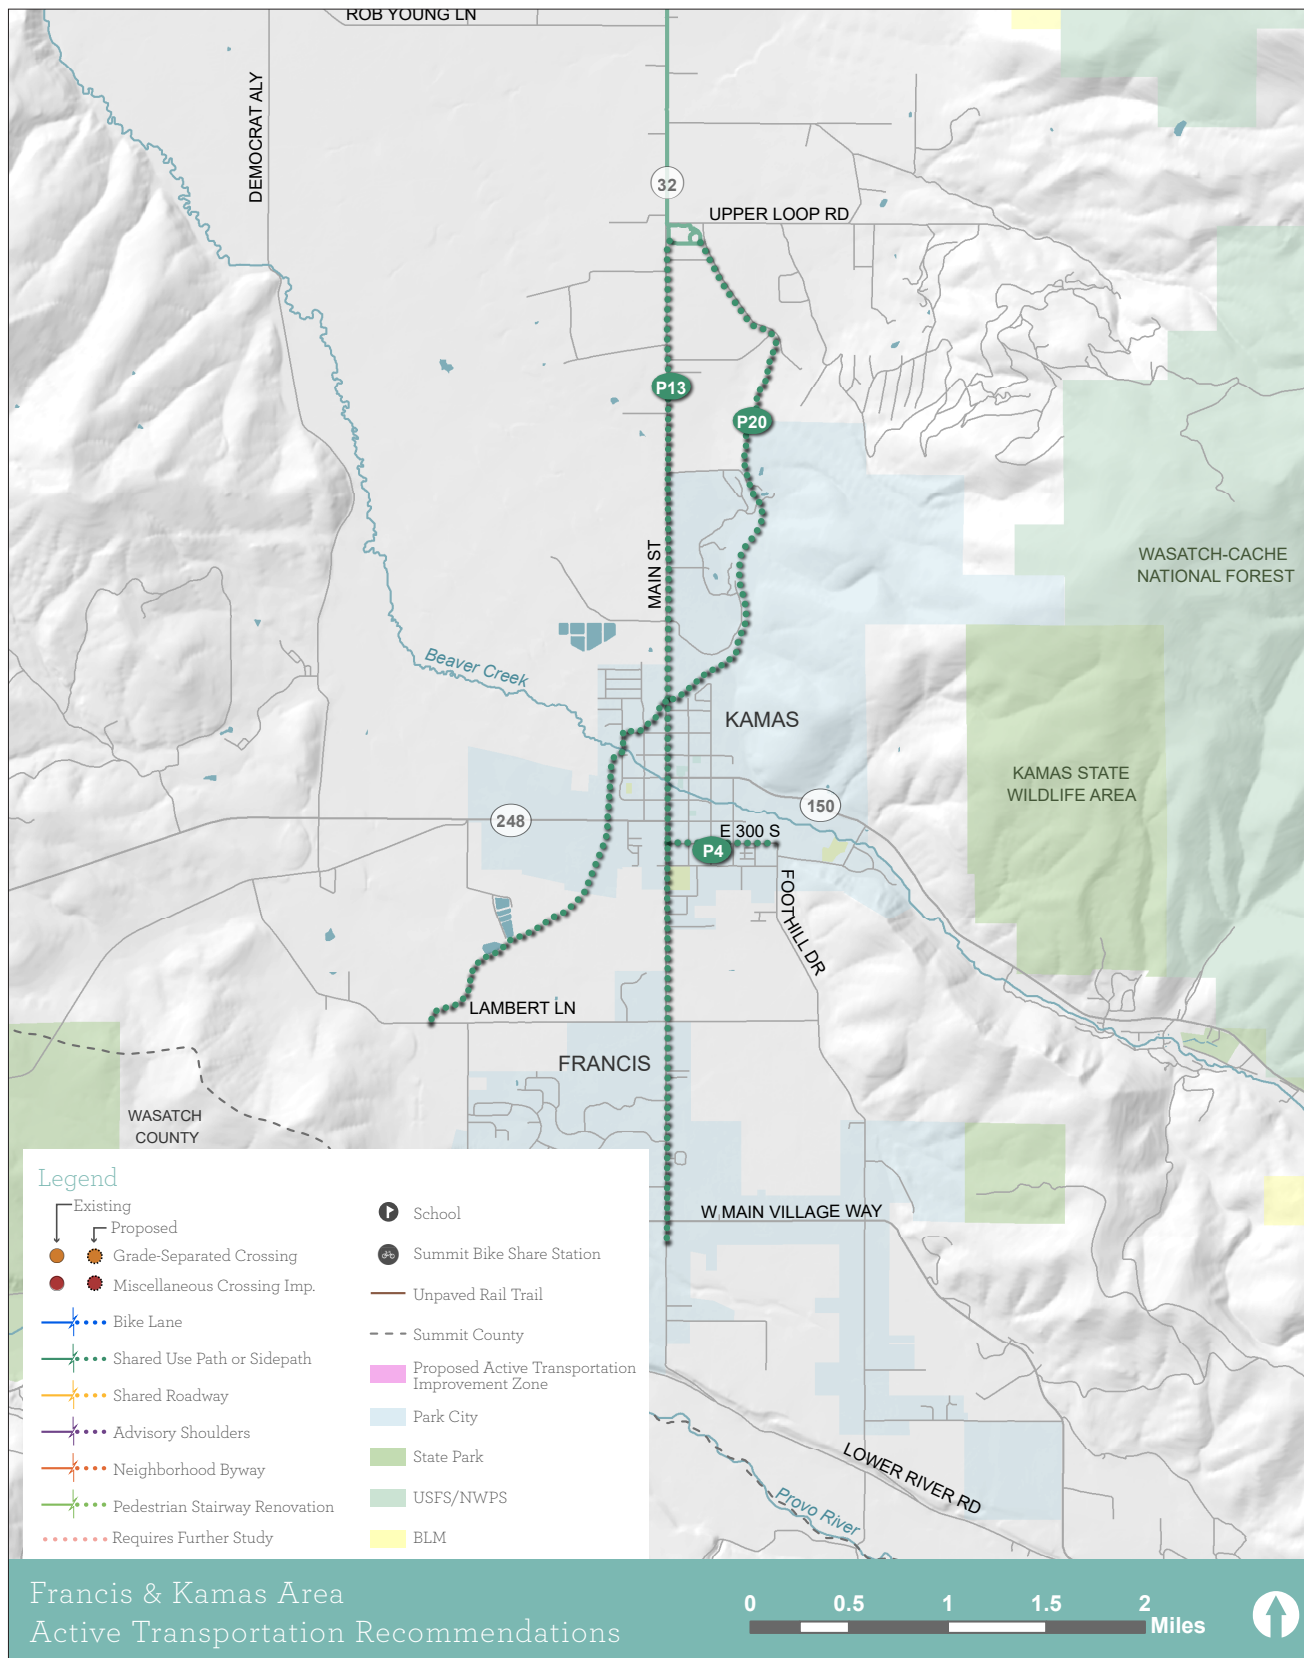 ROB YOUNG LN
DEMOCRAT ALY
32
UPPER LOOP RD
P13
P20
MAIN ST
WASATCH-CACHE
NATIONAL FOREST
Beaver Creek
KAMAS
KAMAS STATE
WILDLIFE AREA
248
150
E 300 S
P4
FOOTHILL DR
LAMBERT LN
FRANCIS
WASATCH
COUNTY
W MAIN VILLAGE WAY
LOWER RIVER RD
Provo River
Legend
Existing
Proposed
Grade-Separated Crossing
Miscellaneous Crossing Imp.
Bike Lane
Shared Use Path or Sidepath
Shared Roadway
Advisory Shoulders
Neighborhood Byway
Pedestrian Stairway Renovation
Requires Further Study
School
Summit Bike Share Station
Unpaved Rail Trail
Summit County
Proposed Active Transportation
Improvement Zone
Park City
State Park
USFS/NWPS
BLM
Francis & Kamas Area
Active Transportation Recommendations
0 0.5 1 1.5 2
Miles